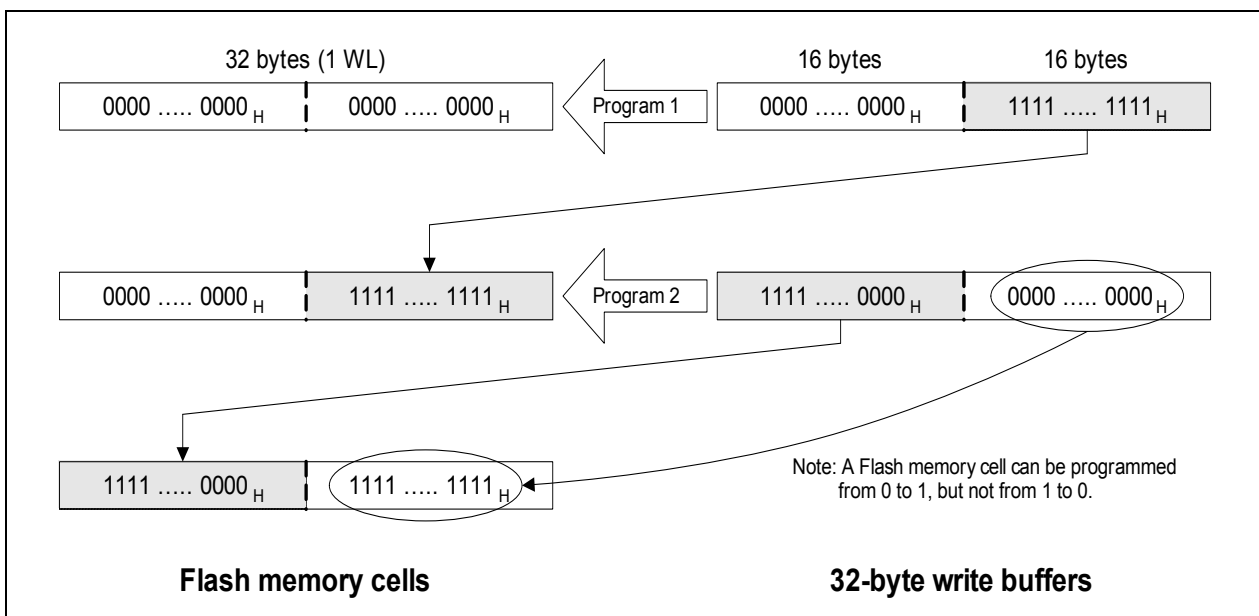 32 bytes (1 WL)
16 bytes
16 bytes
0000 ..... 0000 H
0000 ..... 0000 H
Program 1
0000 ..... 0000 H
1111 ..... 1111 H
0000 ..... 0000 H
1111 ..... 1111 H
Program 2
1111 ..... 0000 H
0000 ..... 0000 H
1111 ..... 0000 H
1111 ..... 1111 H
Note: A Flash memory cell can be programmed
from 0 to 1, but not from 1 to 0.
Flash memory cells
32-byte write buffers